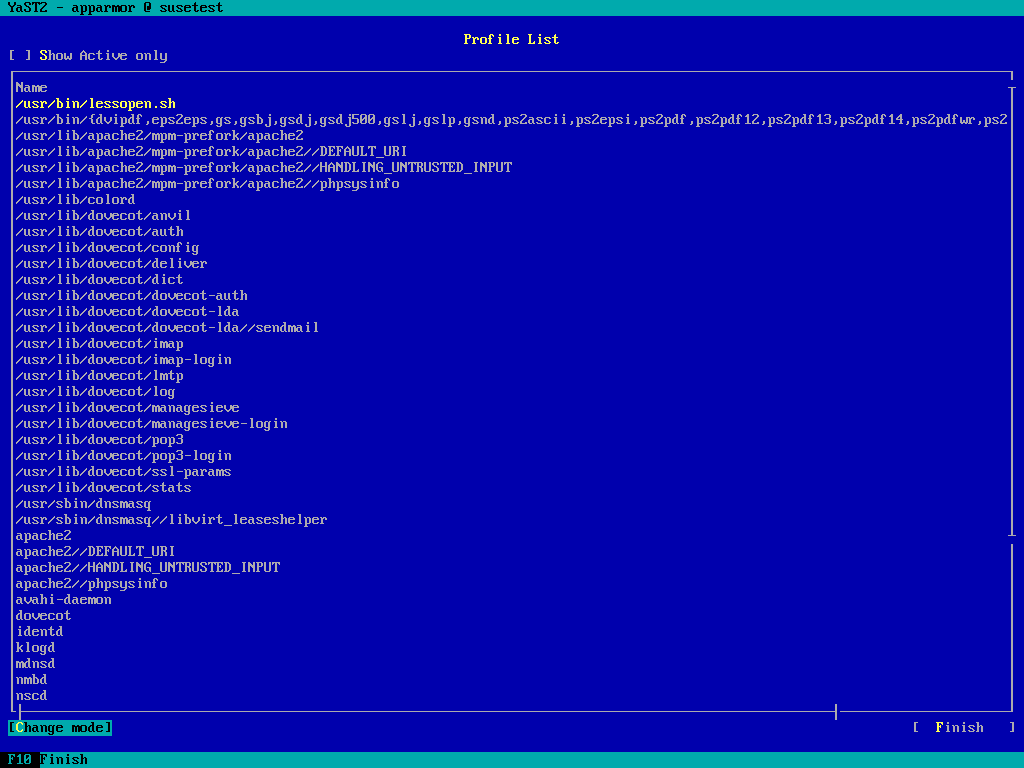 YaST2 - apparmor @ susetest
Profile List
[ ] Show Active only
Name
/usr/bin/lessopen.sh
/usr/bin/{dvipdf,eps2eps,gs,gsbj,gsdj,gsdj500,gslj,gslp,gsnd,ps2ascii,ps2epsi,ps2pdf,ps2pdf12,ps2pdf13,ps2pdf14,ps2pdfwr,ps2
/usr/lib/apache2/mpm-prefork/apache2
/usr/lib/apache2/mpm-prefork/apache2//DEFAULT_URI
/usr/lib/apache2/mpm-prefork/apache2//HANDLING_UNTRUSTED_INPUT
/usr/lib/apache2/mpm-prefork/apache2//phpsysinfo
/usr/lib/colord
/usr/lib/dovecot/anvil
/usr/lib/dovecot/auth
/usr/lib/dovecot/config
/usr/lib/dovecot/deliver
/usr/lib/dovecot/dict
/usr/lib/dovecot/dovecot-auth
/usr/lib/dovecot/dovecot-lda
/usr/lib/dovecot/dovecot-lda//sendmail
/usr/lib/dovecot/imap
/usr/lib/dovecot/imap-login
/usr/lib/dovecot/lmtp
/usr/lib/dovecot/log
/usr/lib/dovecot/managesieve
/usr/lib/dovecot/managesieve-login
/usr/lib/dovecot/pop3
/usr/lib/dovecot/pop3-login
/usr/lib/dovecot/ssl-params
/usr/lib/dovecot/stats
/usr/sbin/dnsmasq
/usr/sbin/dnsmasq//libvirt_leaseshelper
apache2
apache2//DEFAULT_URI
apache2//HANDLING_UNTRUSTED_INPUT
apache2//phpsysinfo
avahi-daemon
dovecot
identd
klogd
mdnsd
nmbd
nscd
[Change mode] [ Finish ]
F10 Finish